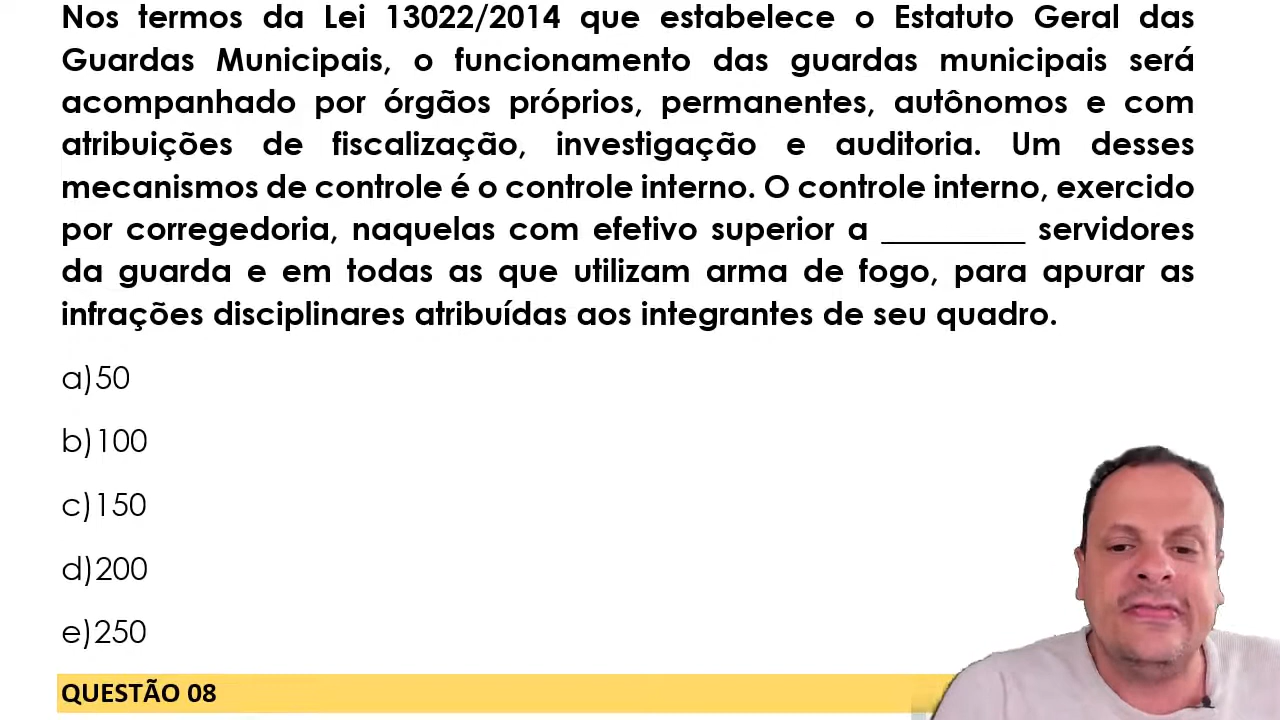 Nos termos da Lei 13022/2014 que estabelece o Estatuto Geral das
Guardas Municipais, o funcionamento das guardas municipais será
acompanhado por órgãos próprios, permanentes, autônomos e com
atribuições de fiscalização, investigação e auditoria. Um desses
mecanismos de controle é o controle interno. O controle interno, exercido
por corregedoria, naquelas com efetivo superior a _________ servidores
da guarda e em todas as que utilizam arma de fogo, para apurar as
infrações disciplinares atribuídas aos integrantes de seu quadro.
a)50
b)100
c)150
d)200
e)250
QUESTÃO 08